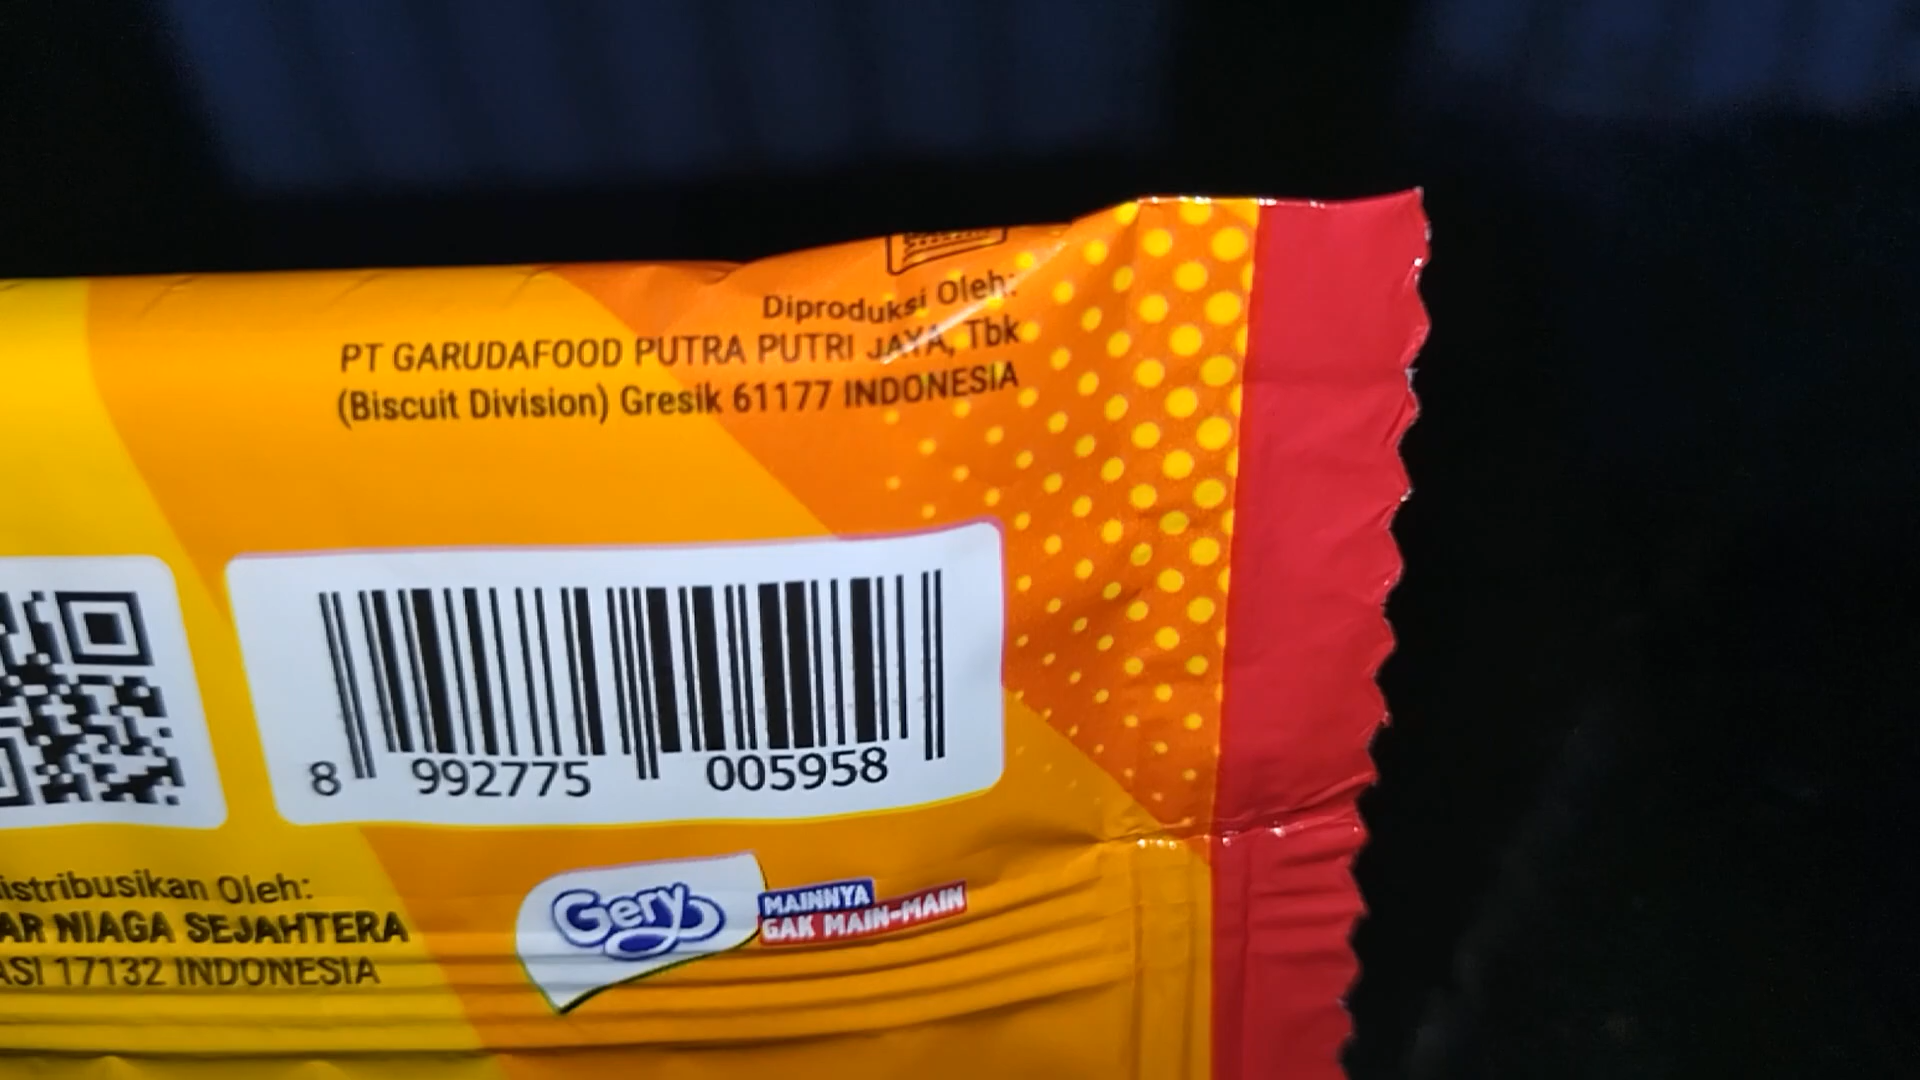 Diproduksi Oleh:
PT GARUDAFOOD PUTRA PUTRI JAYA, Tbk
(Biscuit Division) Gresik 61177 INDONESIA
8 992775 005958
istribusikan Oleh:
AR NIAGA SEJAHTERA
ASI 17132 INDONESIA
Gery
MAINNYA
GAK MAIN-MAIN